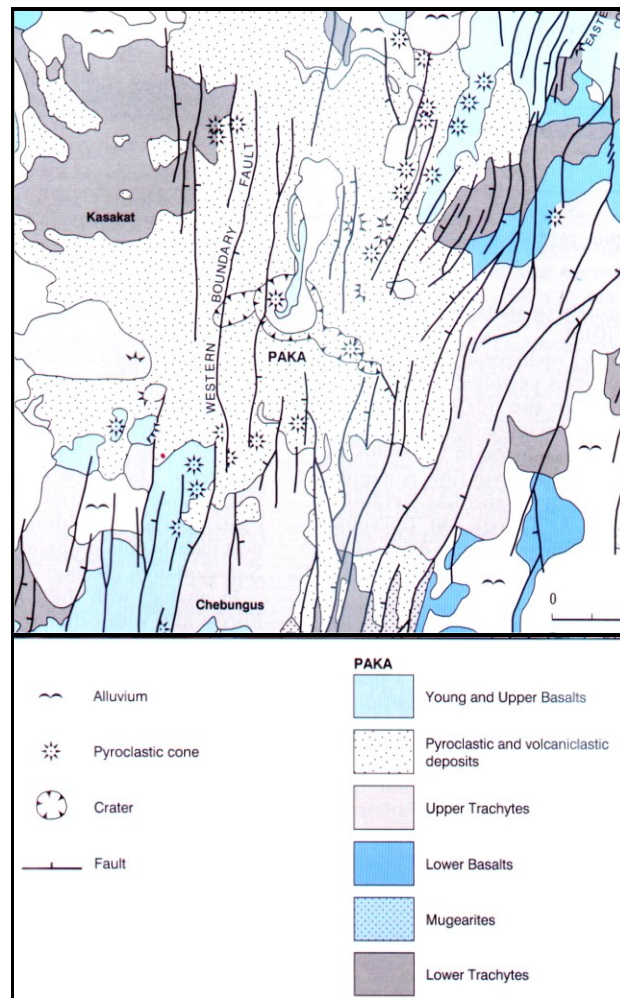 EASTERN
Kasakat
WESTERN BOUNDARY FAULT
PAKA
Chebungus
0
PAKA
Alluvium
Young and Upper Basalts
Pyroclastic cone
Pyroclastic and volcaniclastic
deposits
Crater
Upper Trachytes
Fault
Lower Basalts
Mugearites
Lower Trachytes